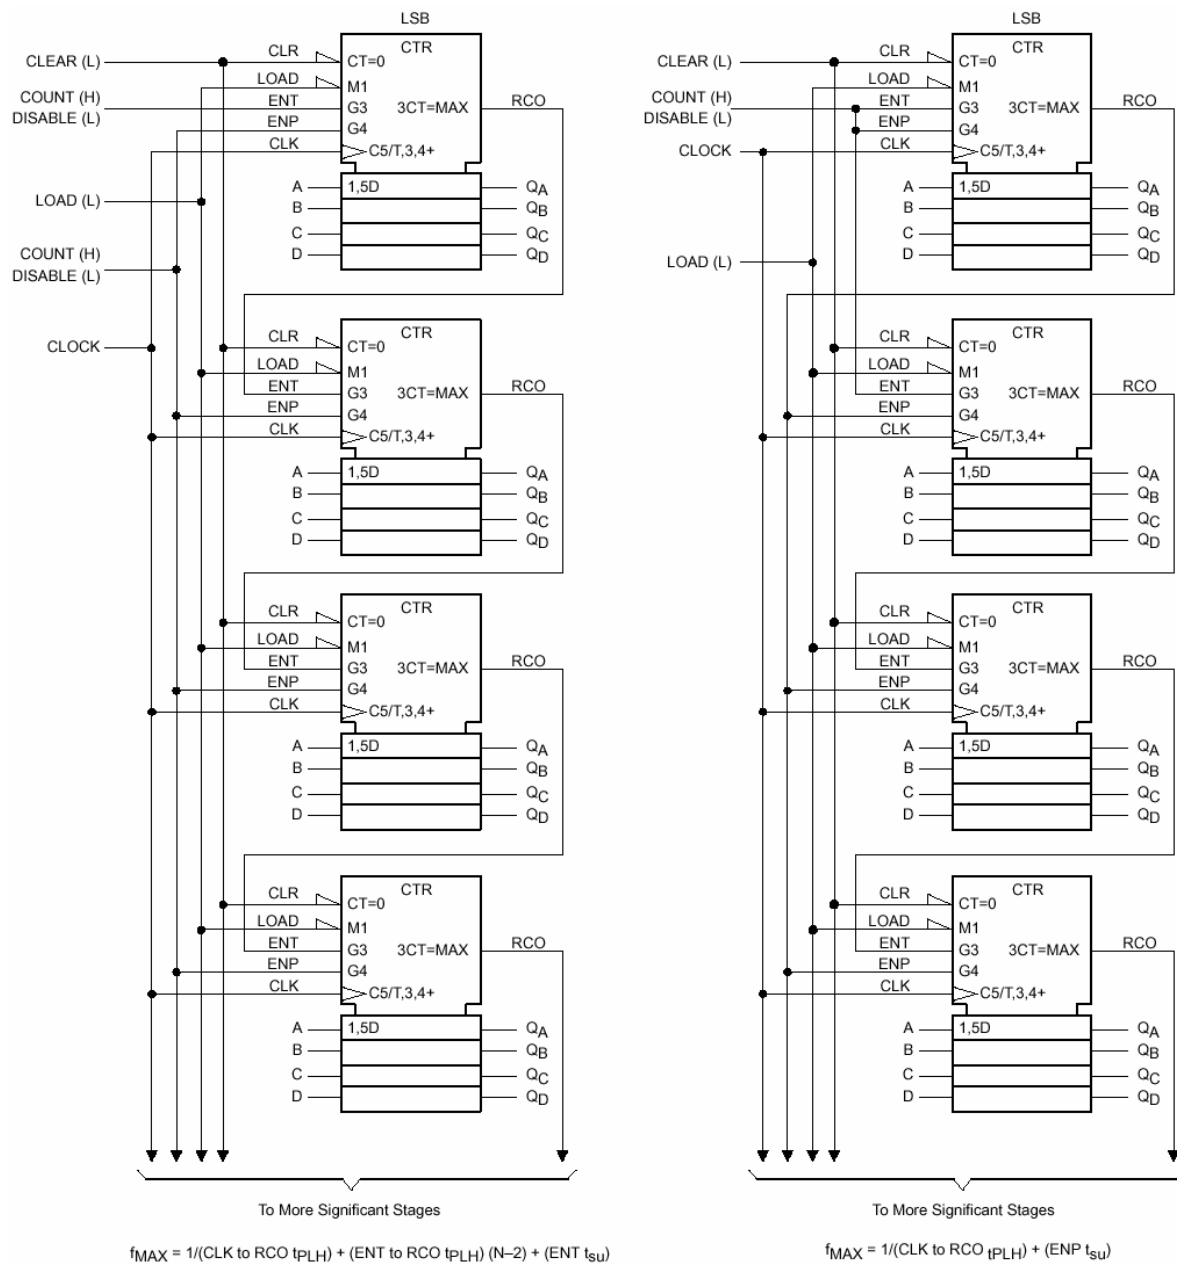 LSB
CLEAR (L)
COUNT (H)
DISABLE (L)
LOAD (L)
COUNT (H)
DISABLE (L)
CLOCK
CLR
LOAD
ENT
ENP
CLK
CTR
CT=0
M1
G3 3CT=MAX
G4
C5/T,3,4+
RCO
A 1,5D QA
B QB
C QC
D QD
CLR
LOAD
ENT
ENP
CLK
CTR
CT=0
M1
G3 3CT=MAX
G4
C5/T,3,4+
RCO
A 1,5D QA
B QB
C QC
D QD
CLR
LOAD
ENT
ENP
CLK
CTR
CT=0
M1
G3 3CT=MAX
G4
C5/T,3,4+
RCO
A 1,5D QA
B QB
C QC
D QD
CLR
LOAD
ENT
ENP
CLK
CTR
CT=0
M1
G3 3CT=MAX
G4
C5/T,3,4+
RCO
A 1,5D QA
B QB
C QC
D QD
To More Significant Stages
fMAX = 1/(CLK to RCO tPLH) + (ENT to RCO tPLH) (N–2) + (ENT tsu)
LSB
CLEAR (L)
COUNT (H)
DISABLE (L)
CLOCK
LOAD (L)
CLR
LOAD
ENT
ENP
CLK
CTR
CT=0
M1
G3 3CT=MAX
G4
C5/T,3,4+
RCO
A 1,5D QA
B QB
C QC
D QD
CLR
LOAD
ENT
ENP
CLK
CTR
CT=0
M1
G3 3CT=MAX
G4
C5/T,3,4+
RCO
A 1,5D QA
B QB
C QC
D QD
CLR
LOAD
ENT
ENP
CLK
CTR
CT=0
M1
G3 3CT=MAX
G4
C5/T,3,4+
RCO
A 1,5D QA
B QB
C QC
D QD
CLR
LOAD
ENT
ENP
CLK
CTR
CT=0
M1
G3 3CT=MAX
G4
C5/T,3,4+
RCO
A 1,5D QA
B QB
C QC
D QD
To More Significant Stages
fMAX = 1/(CLK to RCO tPLH) + (ENP tsu)